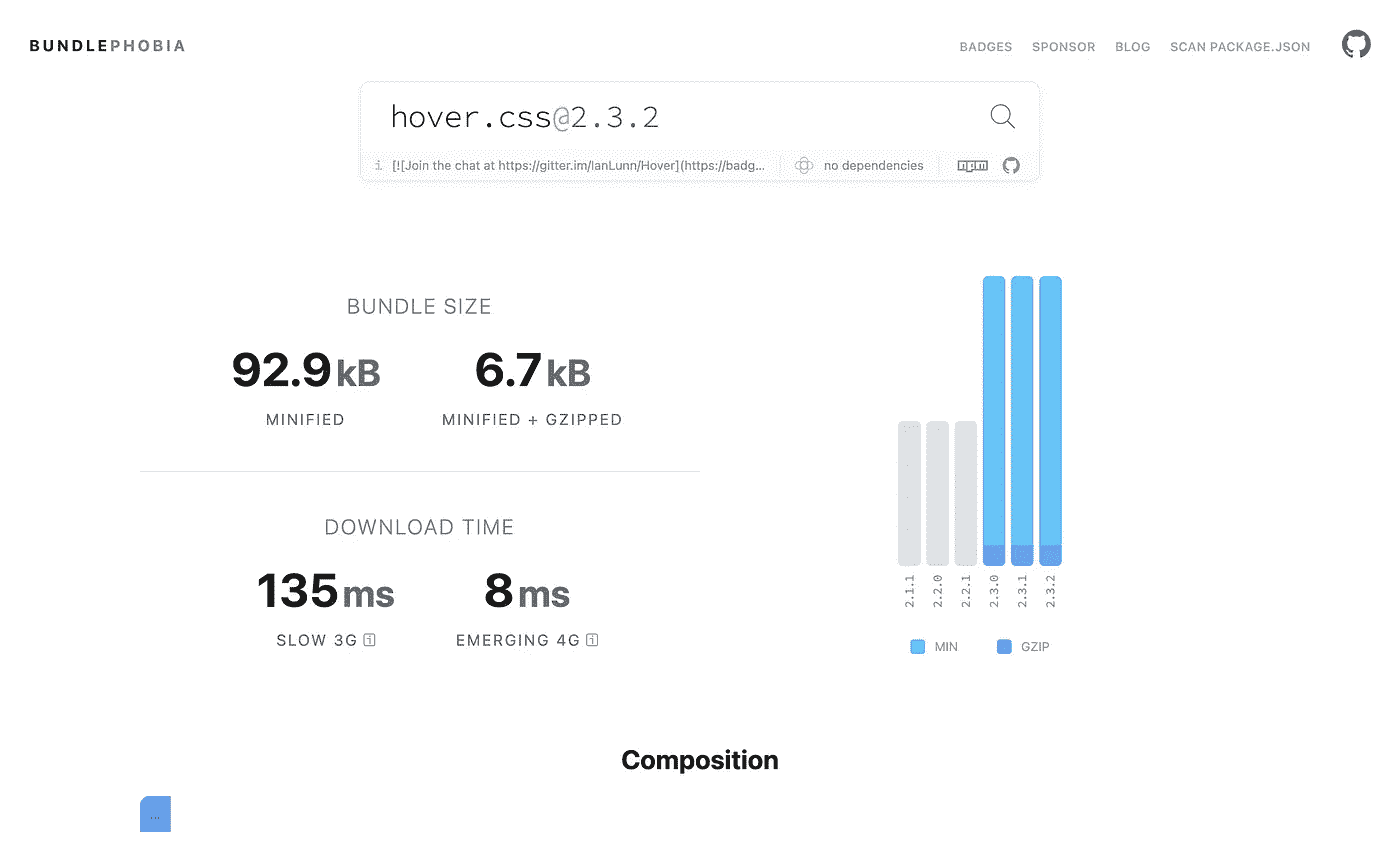 BUNDLEPHOBIA
BADGES SPONSOR BLOG SCAN PACKAGE.JSON
hover.css@2.3.2
i [![Join the chat at https://gitter.im/IanLunn/Hover](https://badg... no dependencies npm
BUNDLE SIZE
92.9 kB 6.7 kB
MINIFIED MINIFIED + GZIPPED
DOWNLOAD TIME
135 ms 8 ms
SLOW 3G i EMERGING 4G i
2.1.1 2.2.0 2.2.1 2.3.0 2.3.1 2.3.2
MIN GZIP
Composition
...